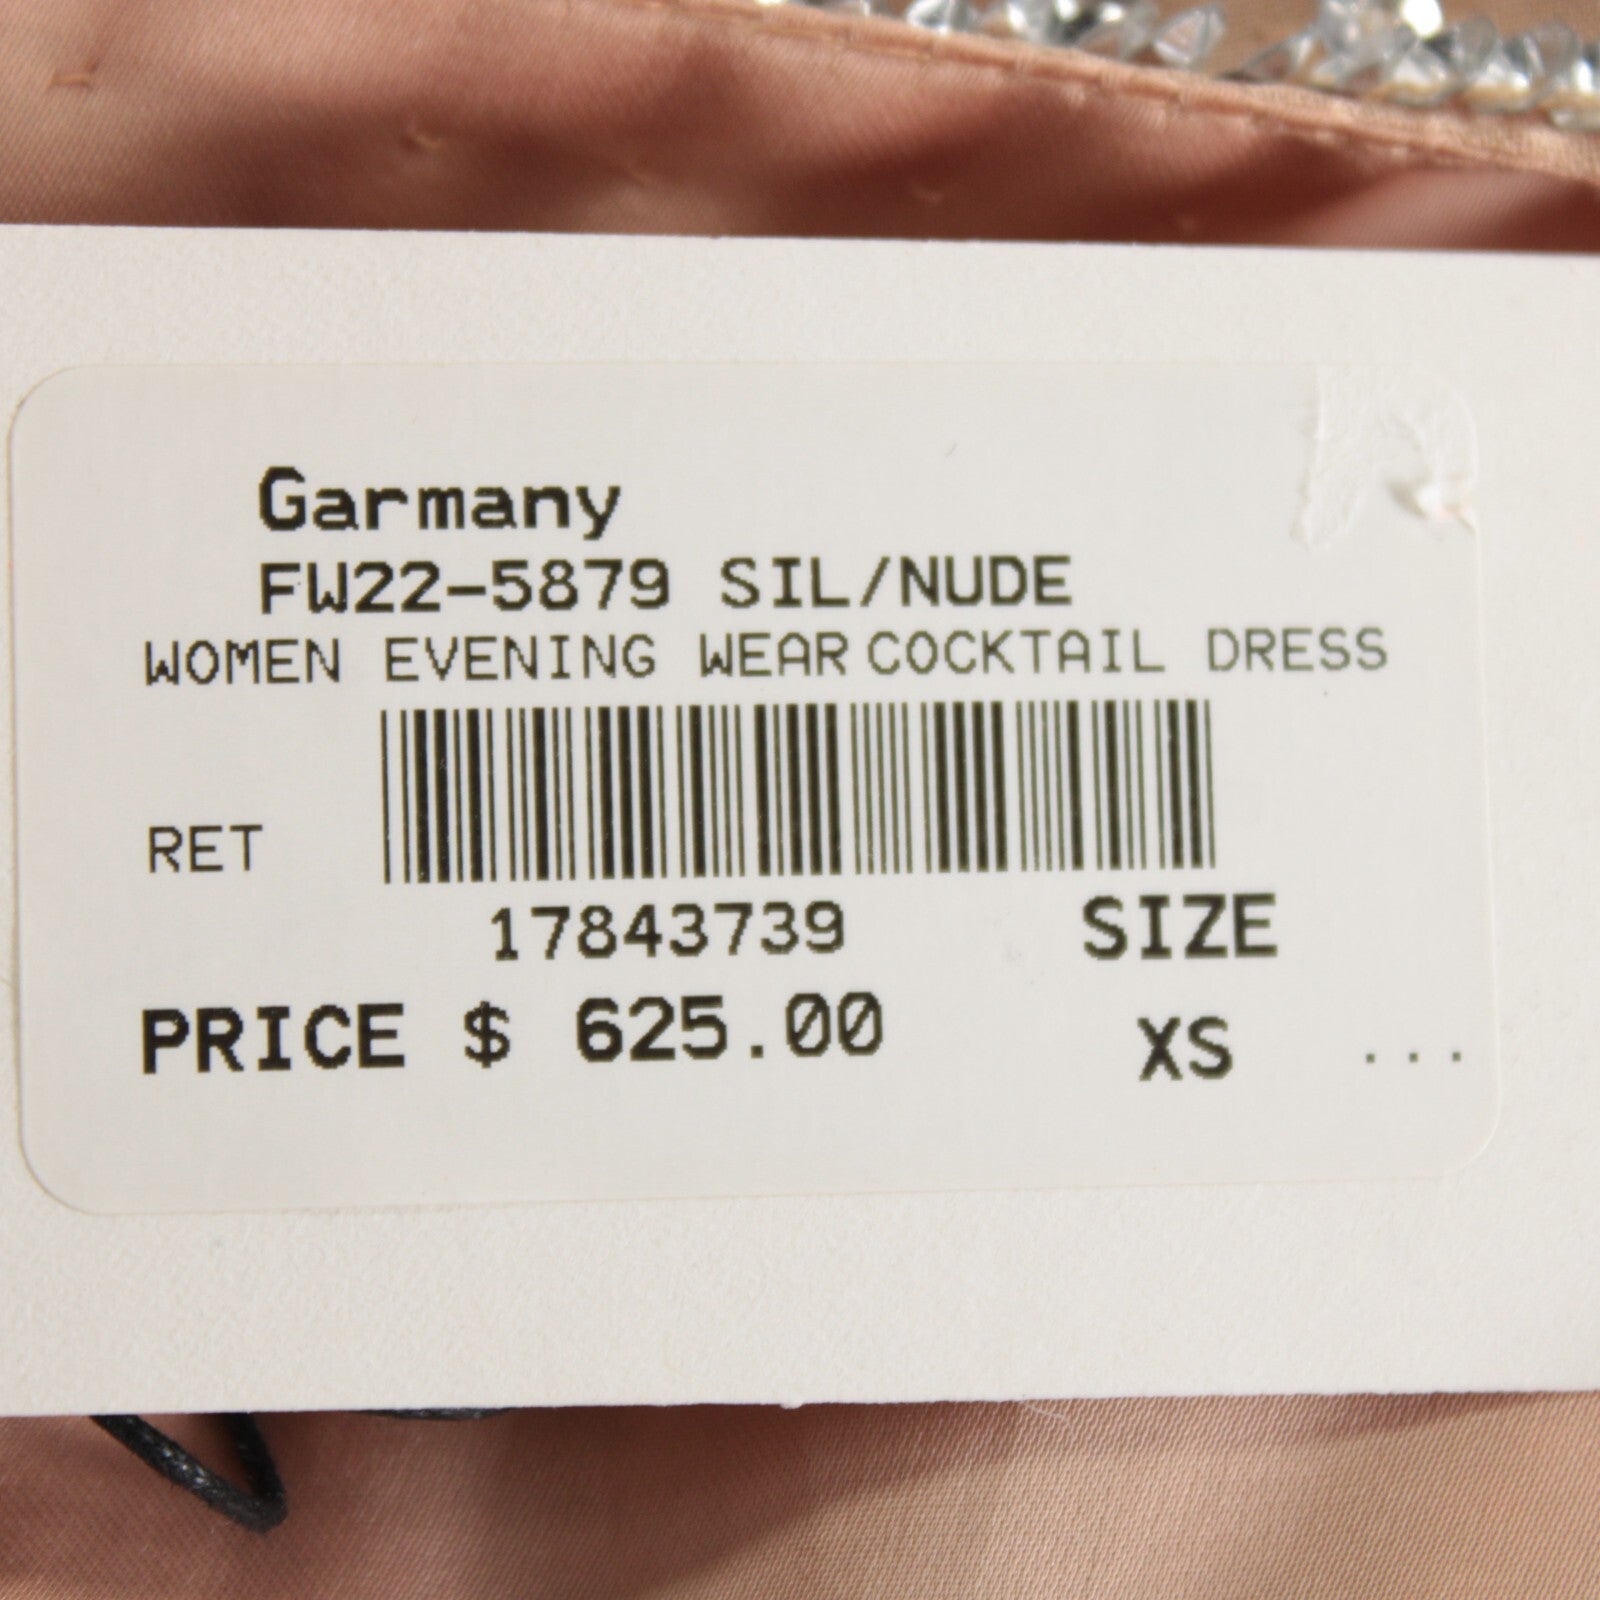 Garmany
FW22-5879 SIL/NUDE
WOMEN EVENING WEAR COCKTAIL DRESS
RET
17843739 SIZE
PRICE $ 625.00 XS ...